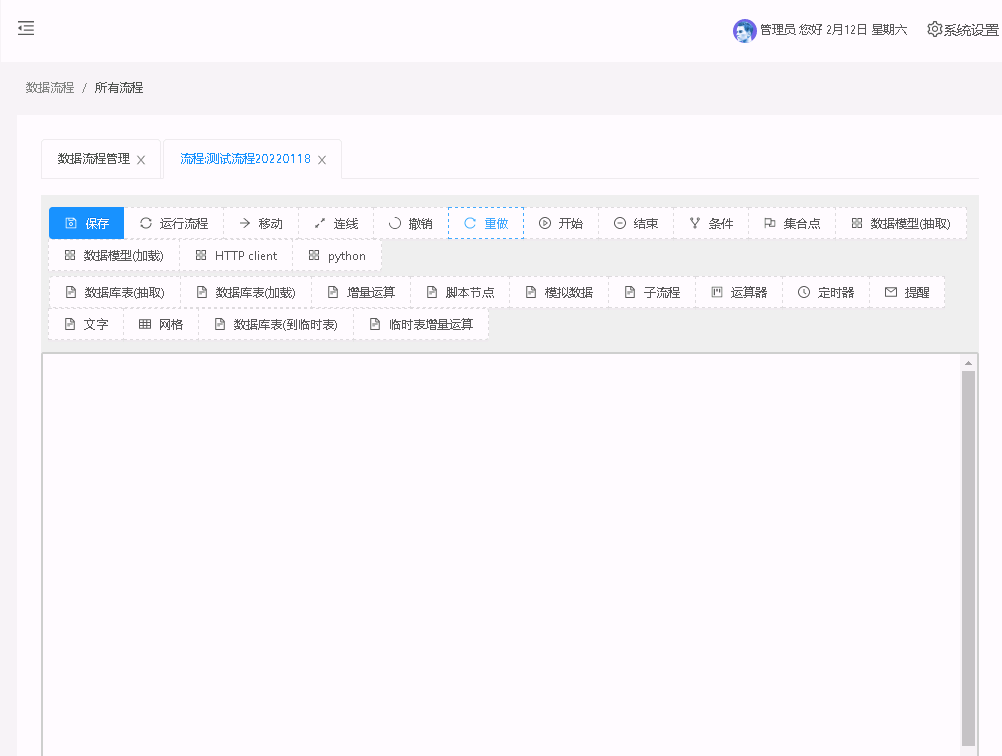 管理员 您好 2月12日 星期六 系统设置
数据流程 / 所有流程
数据流程管理 流程:测试流程20220118
保存 运行流程 移动 连线 撤销 重做 开始 结束 条件 集合点 数据模型(抽取)
数据模型(加载) HTTP client python
数据库表(抽取) 数据库表(加载) 增量运算 脚本节点 模拟数据 子流程 运算器 定时器 提醒
文字 网格 数据库表(到临时表) 临时表增量运算